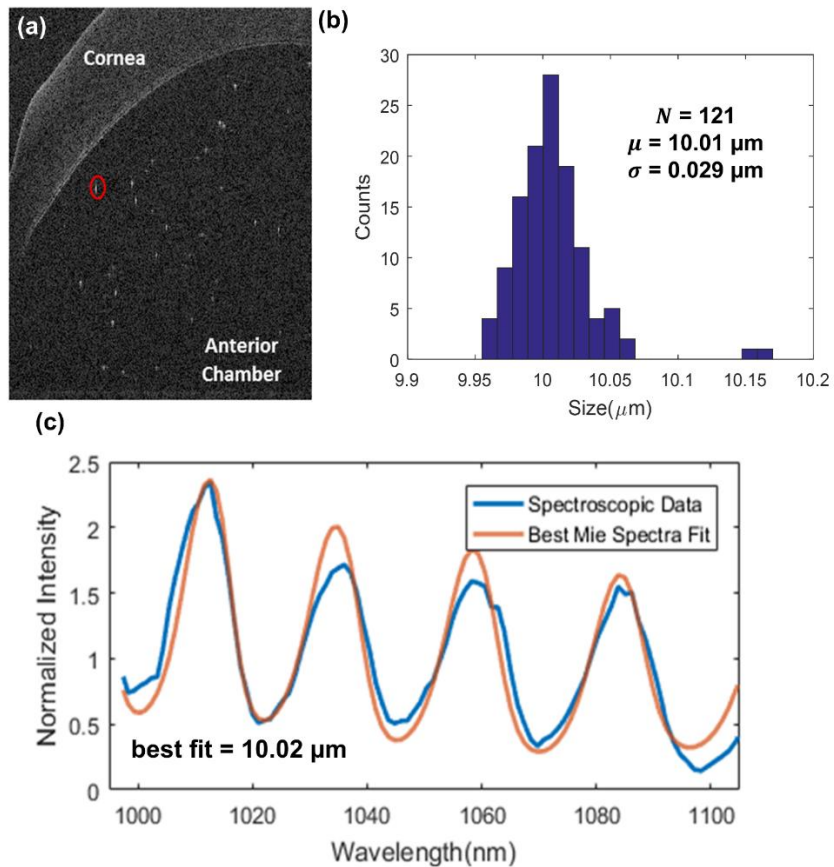 (a)
Cornea
Anterior
Chamber
(b)
30
25
20
15
10
5
0
Counts
N = 121
μ = 10.01 μm
σ = 0.029 μm
9.9 9.95 10 10.05 10.1 10.15 10.2
Size(μm)
(c)
2.5
2
1.5
1
0.5
0
Normalized Intensity
Spectroscopic Data
Best Mie Spectra Fit
best fit = 10.02 μm
1000 1020 1040 1060 1080 1100
Wavelength(nm)